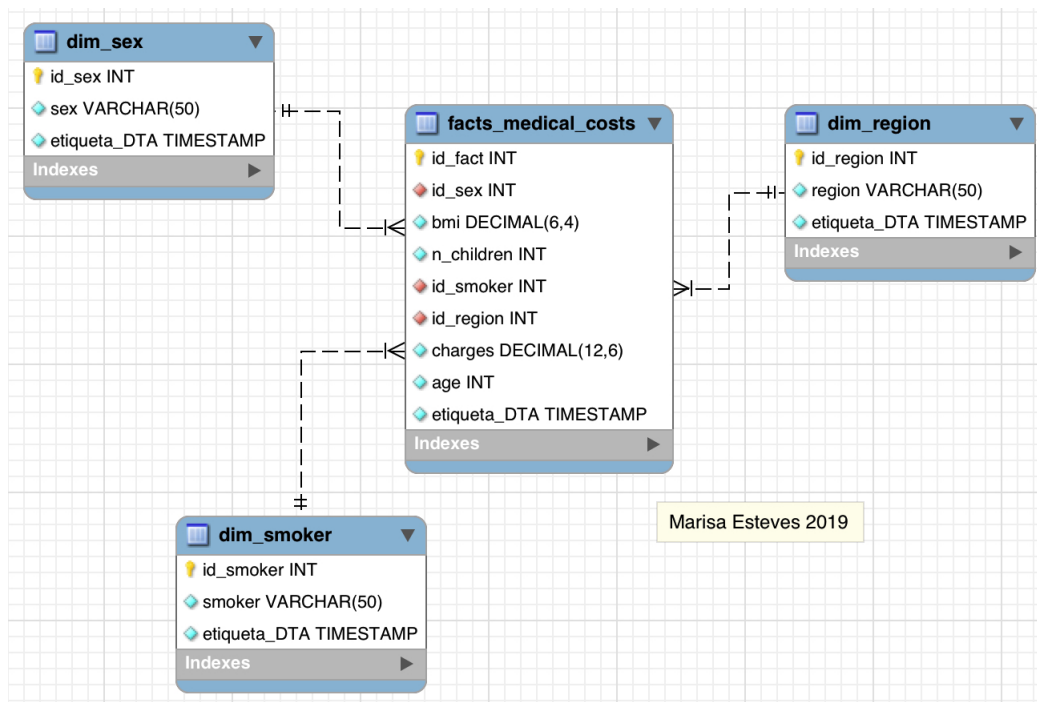 dim_sex
id_sex INT
sex VARCHAR(50)
etiqueta_DTA TIMESTAMP
Indexes
facts_medical_costs
id_fact INT
id_sex INT
bmi DECIMAL(6,4)
n_children INT
id_smoker INT
id_region INT
charges DECIMAL(12,6)
age INT
etiqueta_DTA TIMESTAMP
Indexes
dim_region
id_region INT
region VARCHAR(50)
etiqueta_DTA TIMESTAMP
Indexes
dim_smoker
id_smoker INT
smoker VARCHAR(50)
etiqueta_DTA TIMESTAMP
Indexes
Marisa Esteves 2019